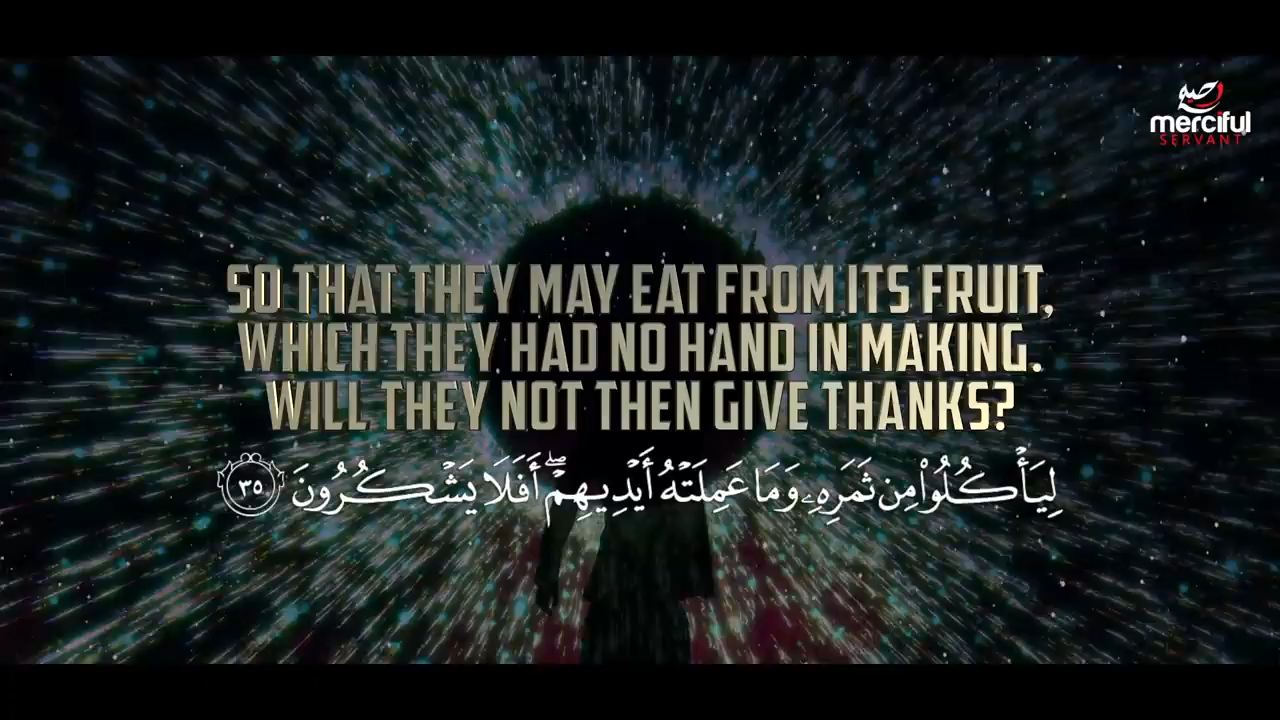 merciful
SERVANT
SO THAT THEY MAY EAT FROM ITS FRUIT,
WHICH THEY HAD NO HAND IN MAKING.
WILL THEY NOT THEN GIVE THANKS?
لِيَأْكُلُوا۟ مِن ثَمَرِهِۦ وَمَا عَمِلَتْهُ أَيْدِيهِمْ ۖ أَفَلَا يَشْكُرُونَ ٣٥